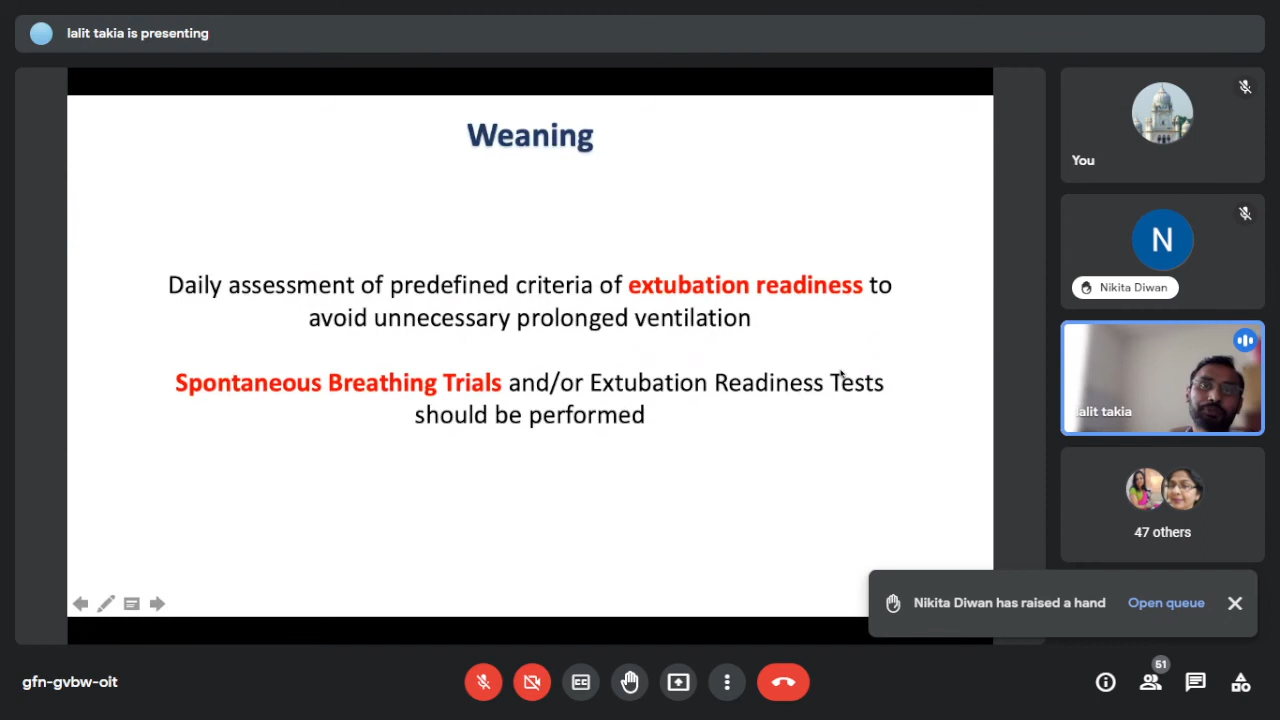 lalit takia is presenting
Weaning
Daily assessment of predefined criteria of extubation readiness to
avoid unnecessary prolonged ventilation
Spontaneous Breathing Trials and/or Extubation Readiness Tests
should be performed
You
N
Nikita Diwan
lalit takia
47 others
Nikita Diwan has raised a hand Open queue
gfn-gvbw-oit
CC
51